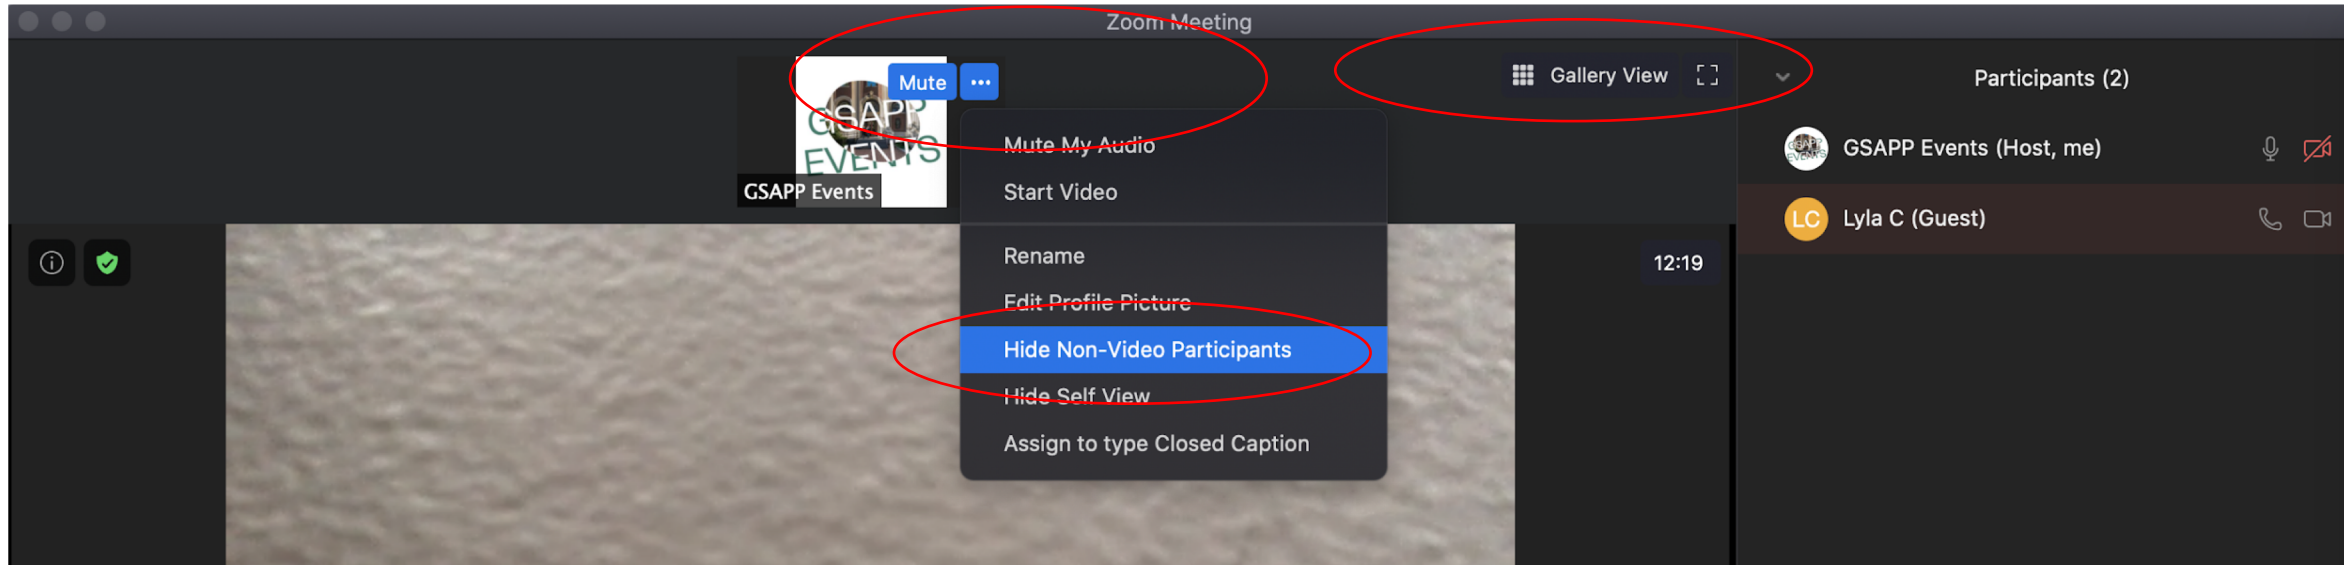 Zoom Meeting
Mute ...
GSAPP
EVENTS
GSAPP Events
Gallery View
Mute My Audio
Start Video
Rename
Edit Profile Picture
Hide Non-Video Participants
Hide Self View
Assign to type Closed Caption
12:19
Participants (2)
GSAPP Events (Host, me)
LC Lyla C (Guest)